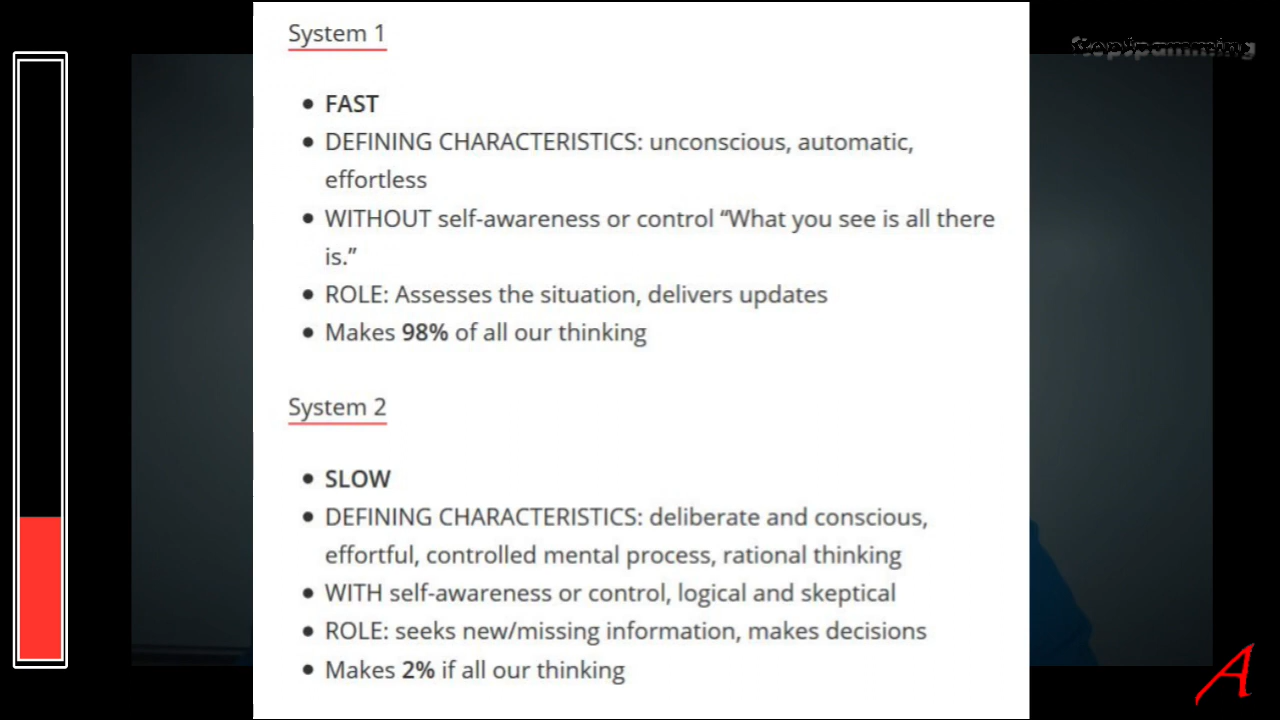 System 1
• FAST
• DEFINING CHARACTERISTICS: unconscious, automatic,
effortless
• WITHOUT self-awareness or control “What you see is all there
is.”
• ROLE: Assesses the situation, delivers updates
• Makes 98% of all our thinking
System 2
• SLOW
• DEFINING CHARACTERISTICS: deliberate and conscious,
effortful, controlled mental process, rational thinking
• WITH self-awareness or control, logical and skeptical
• ROLE: seeks new/missing information, makes decisions
• Makes 2% if all our thinking
A